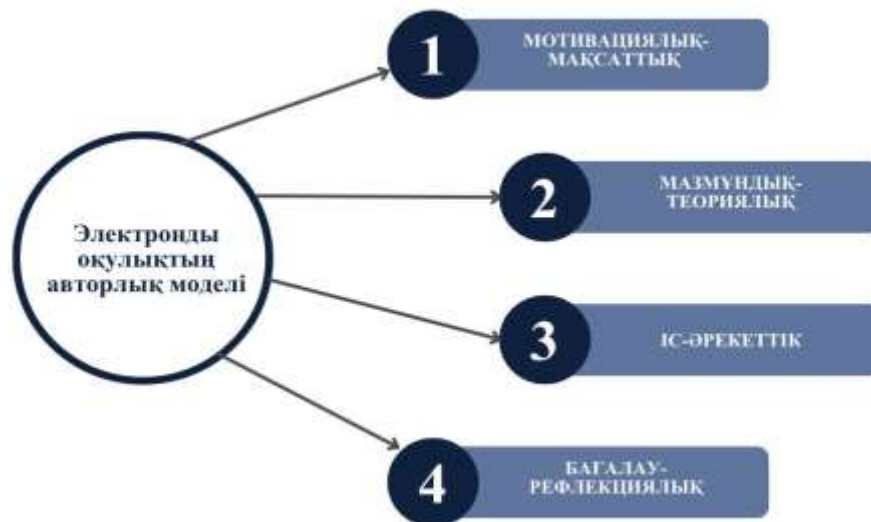 1
МОТИВАЦИЯЛЫҚ-
МАҚСАТТЫҚ
2
МАЗМҰНДЫҚ-
ТЕОРИЯЛЫҚ
Электронды
оқулықтың
авторлық моделі
3
ІС-ӘРЕКЕТТІК
4
БАҒАЛАУ-
РЕФЛЕКЦИЯЛЫҚ